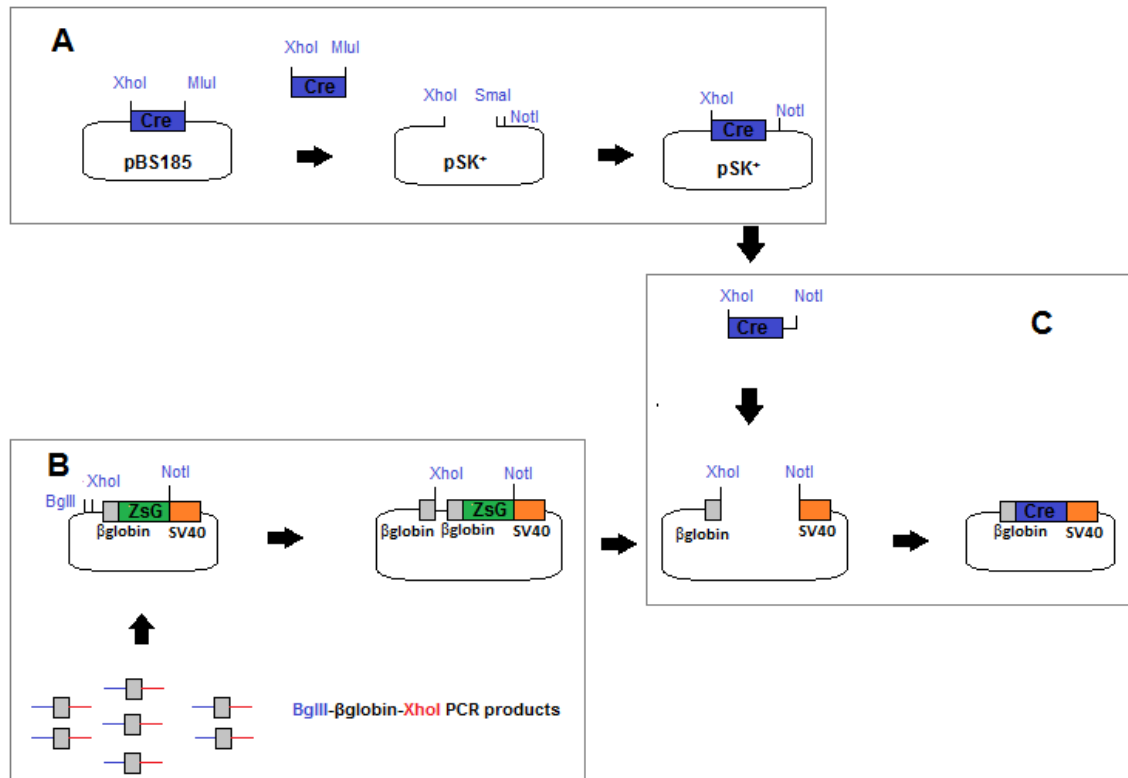 A
XhoI MluI
Cre
pBS185
XhoI MluI
Cre
XhoI SmaI
NotI
pSK+
XhoI
NotI
Cre
pSK+
B
BglII
XhoI
NotI
ZsG
βglobin
SV40
XhoI
NotI
ZsG
βglobin
βglobin
SV40
BglII-βglobin-XhoI PCR products
C
XhoI NotI
Cre
XhoI NotI
βglobin
SV40
Cre
βglobin
SV40